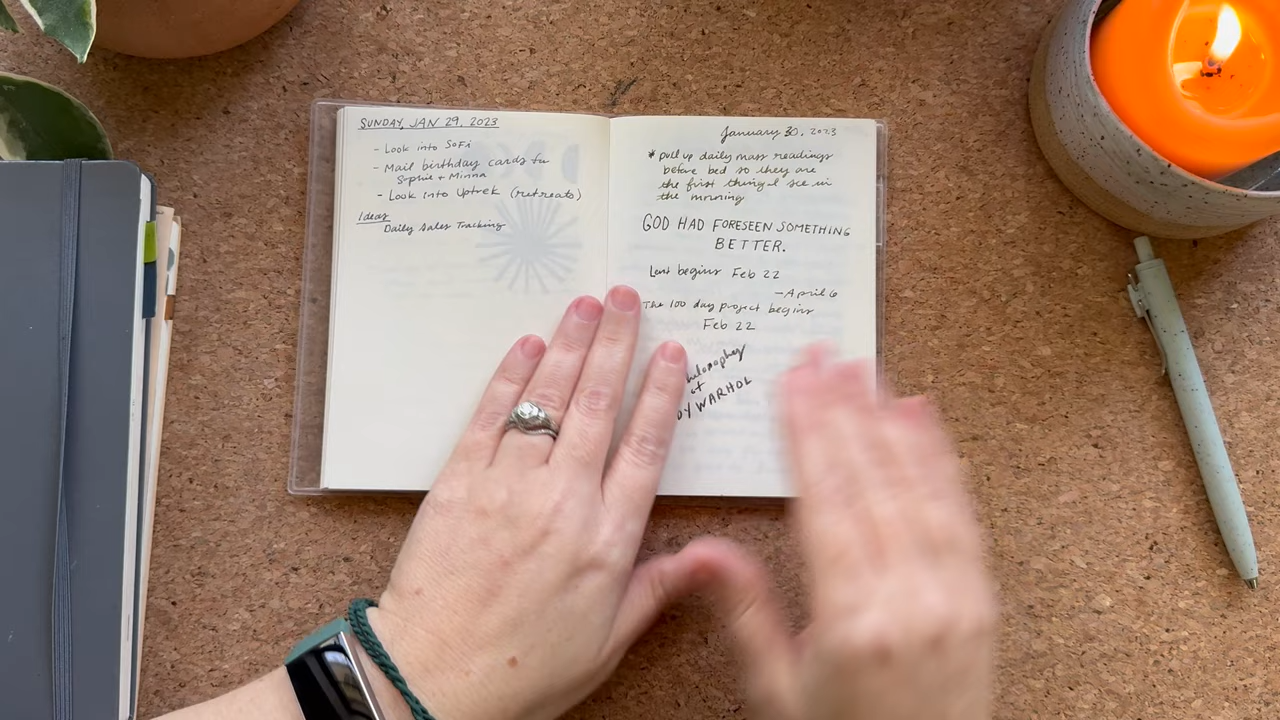 SUNDAY, JAN 29, 2023
- Look into SoFi
- Mail birthday cards for
Sophie + Minna
- Look into Uptrek (retreats)
Ideas
Daily Sales Tracking
January 30, 2023
* pull up daily mass readings
before bed so they are
the first thing I see in
the morning
GOD HAD FORESEEN SOMETHING
BETTER.
Lent begins Feb 22
- April 6
The 100 day project begins
Feb 22
WARHOL